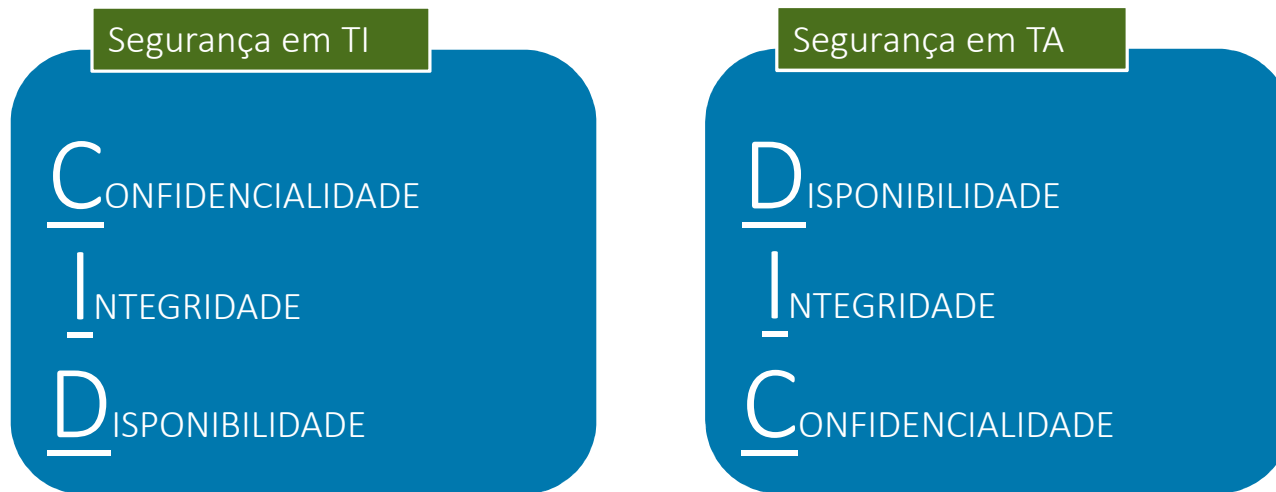 Segurança em TI
CONFIDENCIALIDADE
INTEGRIDADE
DISPONIBILIDADE
Segurança em TA
DISPONIBILIDADE
INTEGRIDADE
CONFIDENCIALIDADE